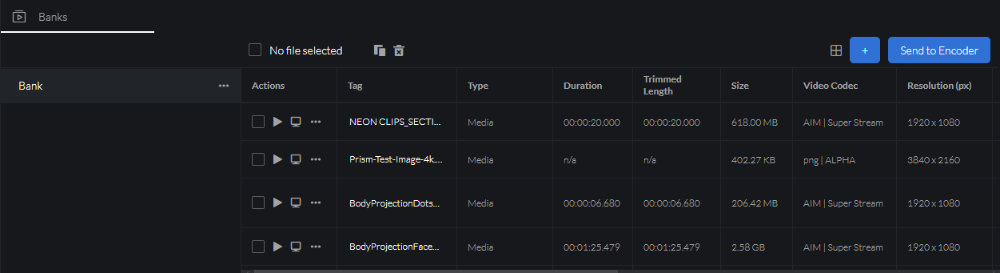 Banks
No file selected
+
Send to Encoder
Bank
Actions Tag Type Duration Trimmed Length Size Video Codec Resolution (px)
NEON CLIPS_SECTI... Media 00:00:20.000 00:00:20.000 618.00 MB AIM | Super Stream 1920 x 1080
Prism-Test-Image-4k.... Media n/a n/a 402.27 KB png | ALPHA 3840 x 2160
BodyProjectionDots... Media 00:00:06.680 00:00:06.680 206.42 MB AIM | Super Stream 1920 x 1080
BodyProjectionFace... Media 00:01:25.479 00:01:25.479 2.58 GB AIM | Super Stream 1920 x 1080